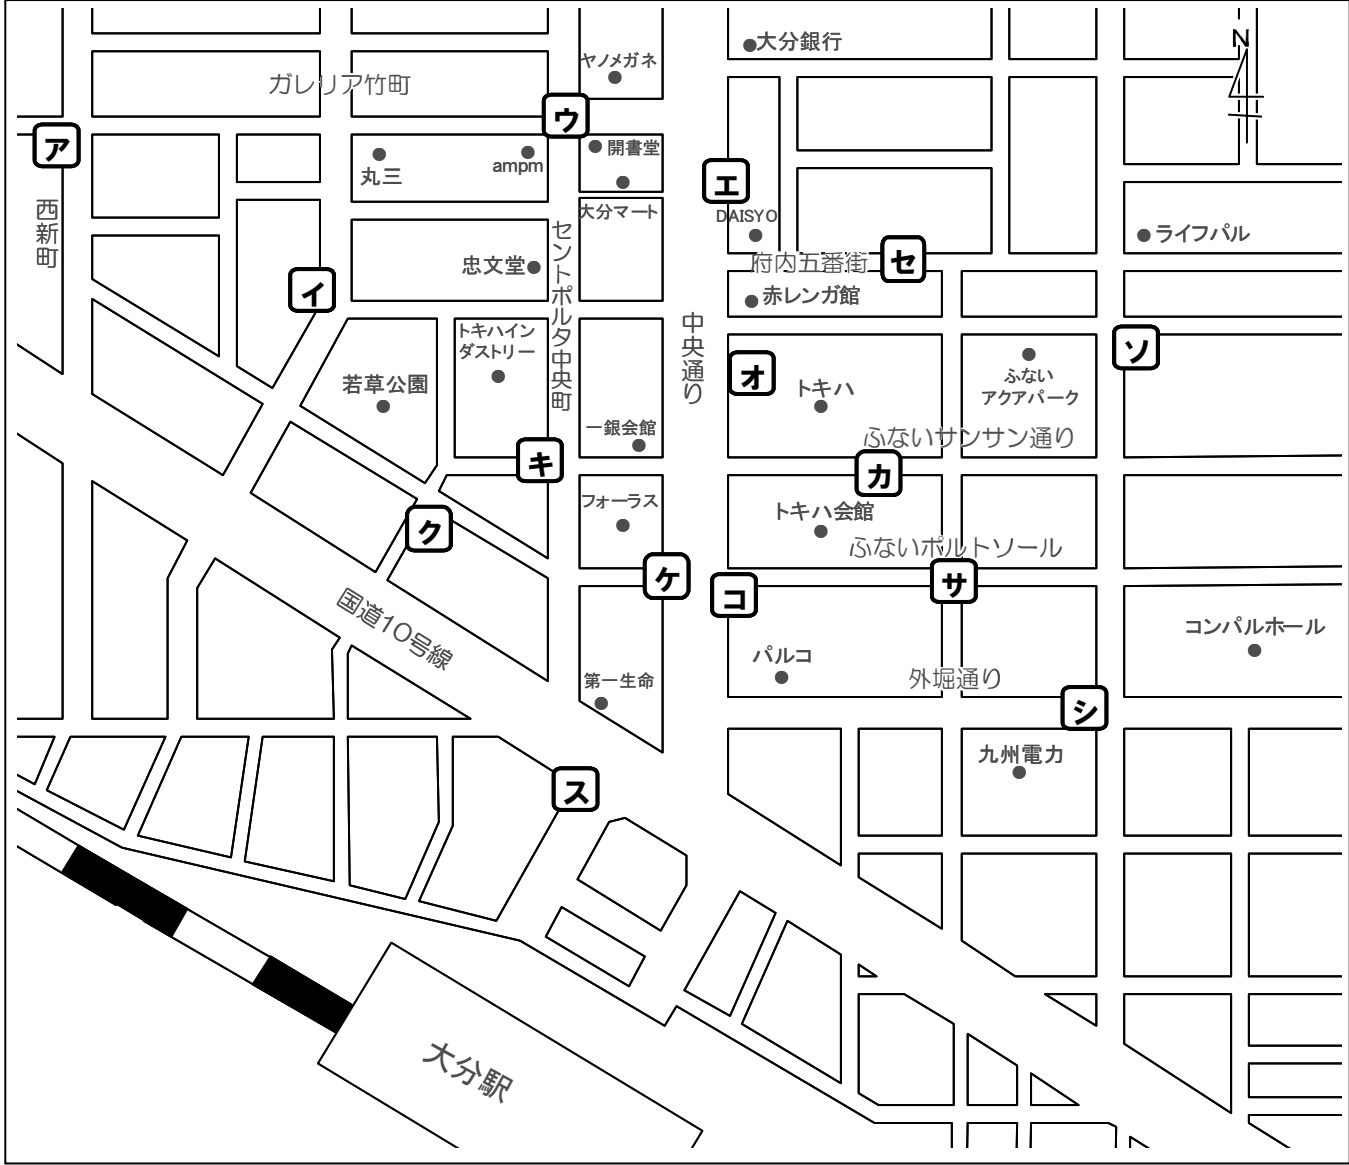 大分銀行
N
ヤノメガネ
ガレリア竹町
ウ
ア
開書堂
ampm
丸三
エ
西新町
大分マート
DAISYO
セントポルタ中央町
ライフパル
忠文堂
府内五番街
セ
イ
赤レンガ館
中央通り
トキハイン
ダストリー
ソ
オ
ふない
アクアパーク
若草公園
トキハ
一銀会館
ふないサンサン通り
キ
カ
フォーラス
トキハ会館
ク
ふないポルトソール
ケ
コ
サ
国道10号線
コンパルホール
パルコ
第一生命
外堀通り
シ
九州電力
ス
大分駅